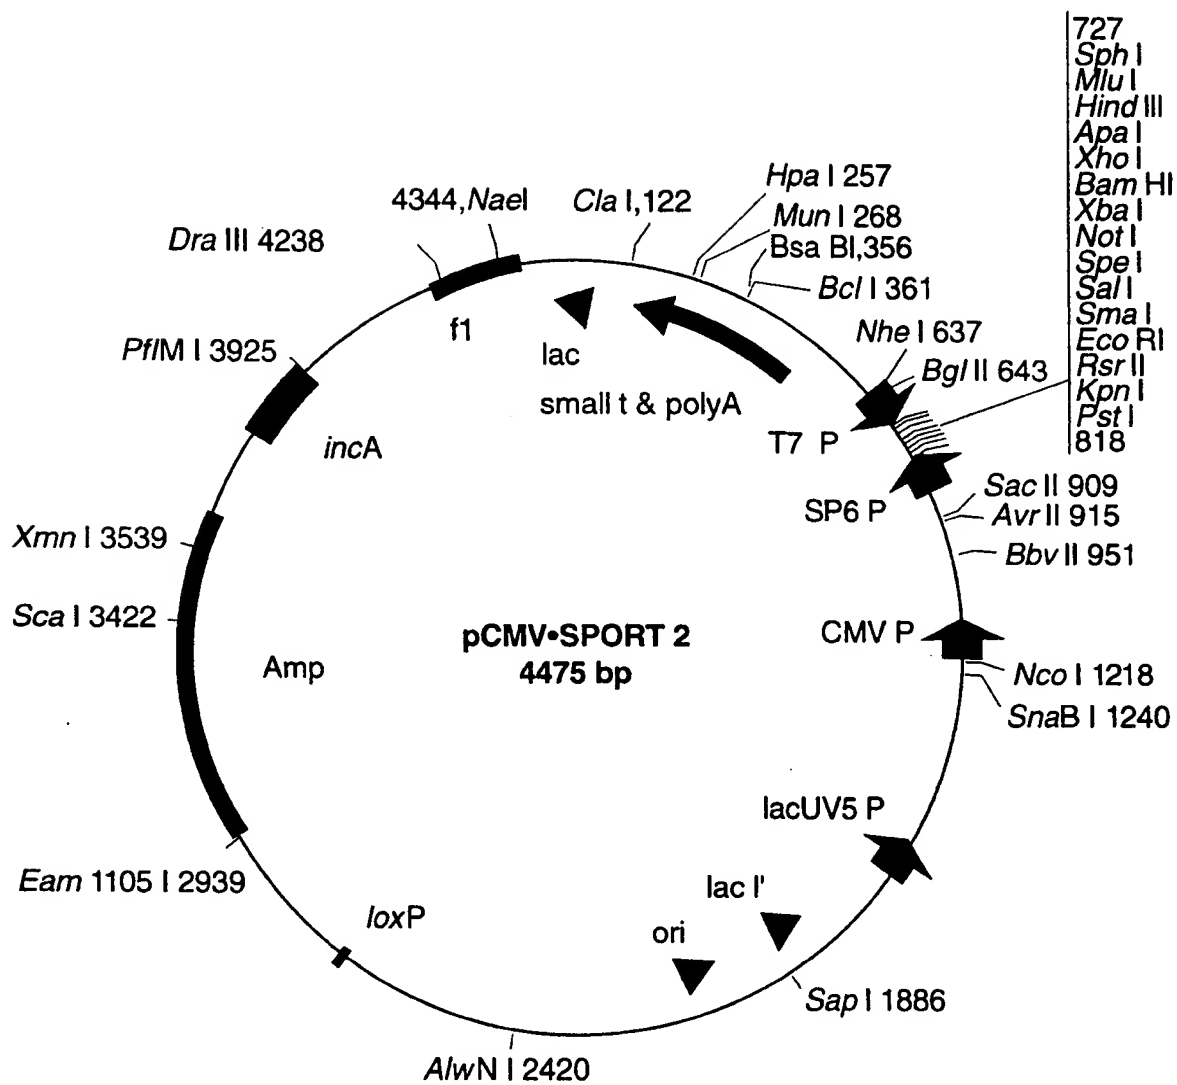 727
Sph I
Mlu I
Hind III
Apa I
Xho I
Bam HI
Xba I
Not I
Spe I
Sal I
Sma I
Eco RI
Rsr II
Kpn I
Pst I
818
Hpa I 257
4344,NaeI
Cla I,122
Mun I 268
Dra III 4238
Bsa BI,356
Bcl I 361
f1
Nhe I 637
PflM I 3925
lac
Bgl II 643
small t & polyA
T7 P
incA
Sac II 909
SP6 P
Avr II 915
Xmn I 3539
Bbv II 951
Sca I 3422
pCMV•SPORT 2
CMV P
Amp
4475 bp
Nco I 1218
SnaB I 1240
lacUV5 P
Eam 1105 I 2939
lac I'
loxP
ori
Sap I 1886
AlwN I 2420